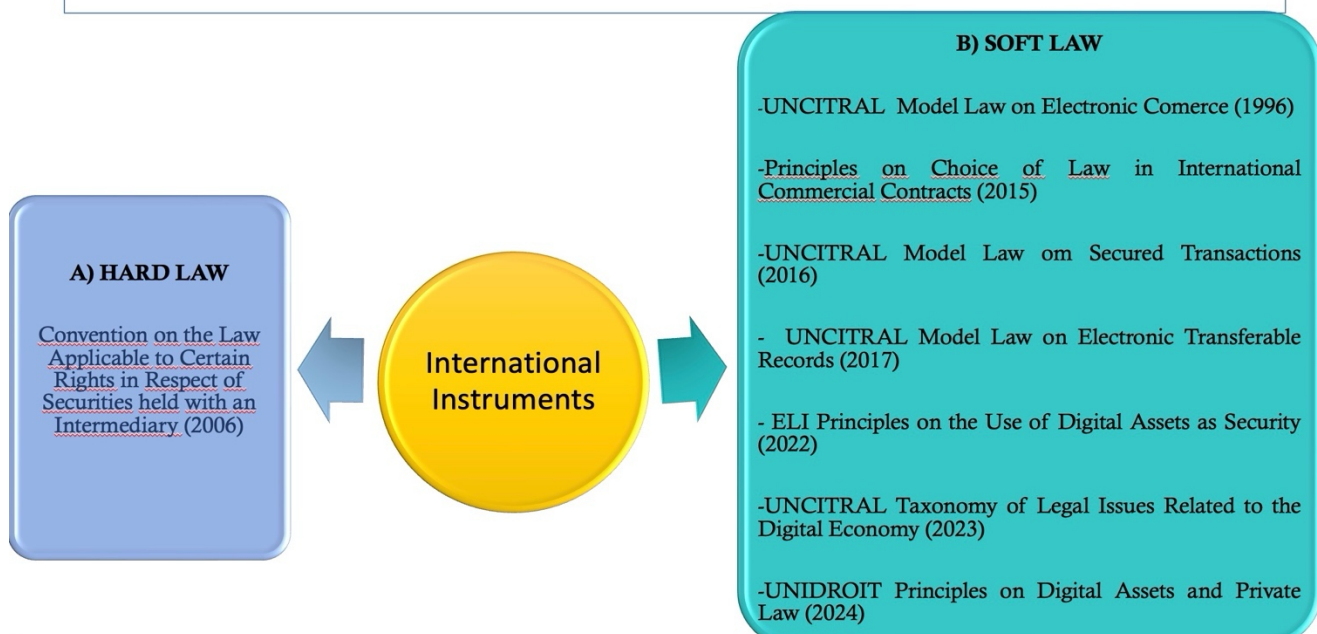 A) HARD LAW
Convention on the Law
Applicable to Certain
Rights in Respect of
Securities held with an
Intermediary (2006)
International
Instruments
B) SOFT LAW
-UNCITRAL Model Law on Electronic Comerce (1996)
-Principles on Choice of Law in International
Commercial Contracts (2015)
-UNCITRAL Model Law om Secured Transactions
(2016)
- UNCITRAL Model Law on Electronic Transferable
Records (2017)
- ELI Principles on the Use of Digital Assets as Security
(2022)
-UNCITRAL Taxonomy of Legal Issues Related to the
Digital Economy (2023)
-UNIDROIT Principles on Digital Assets and Private
Law (2024)